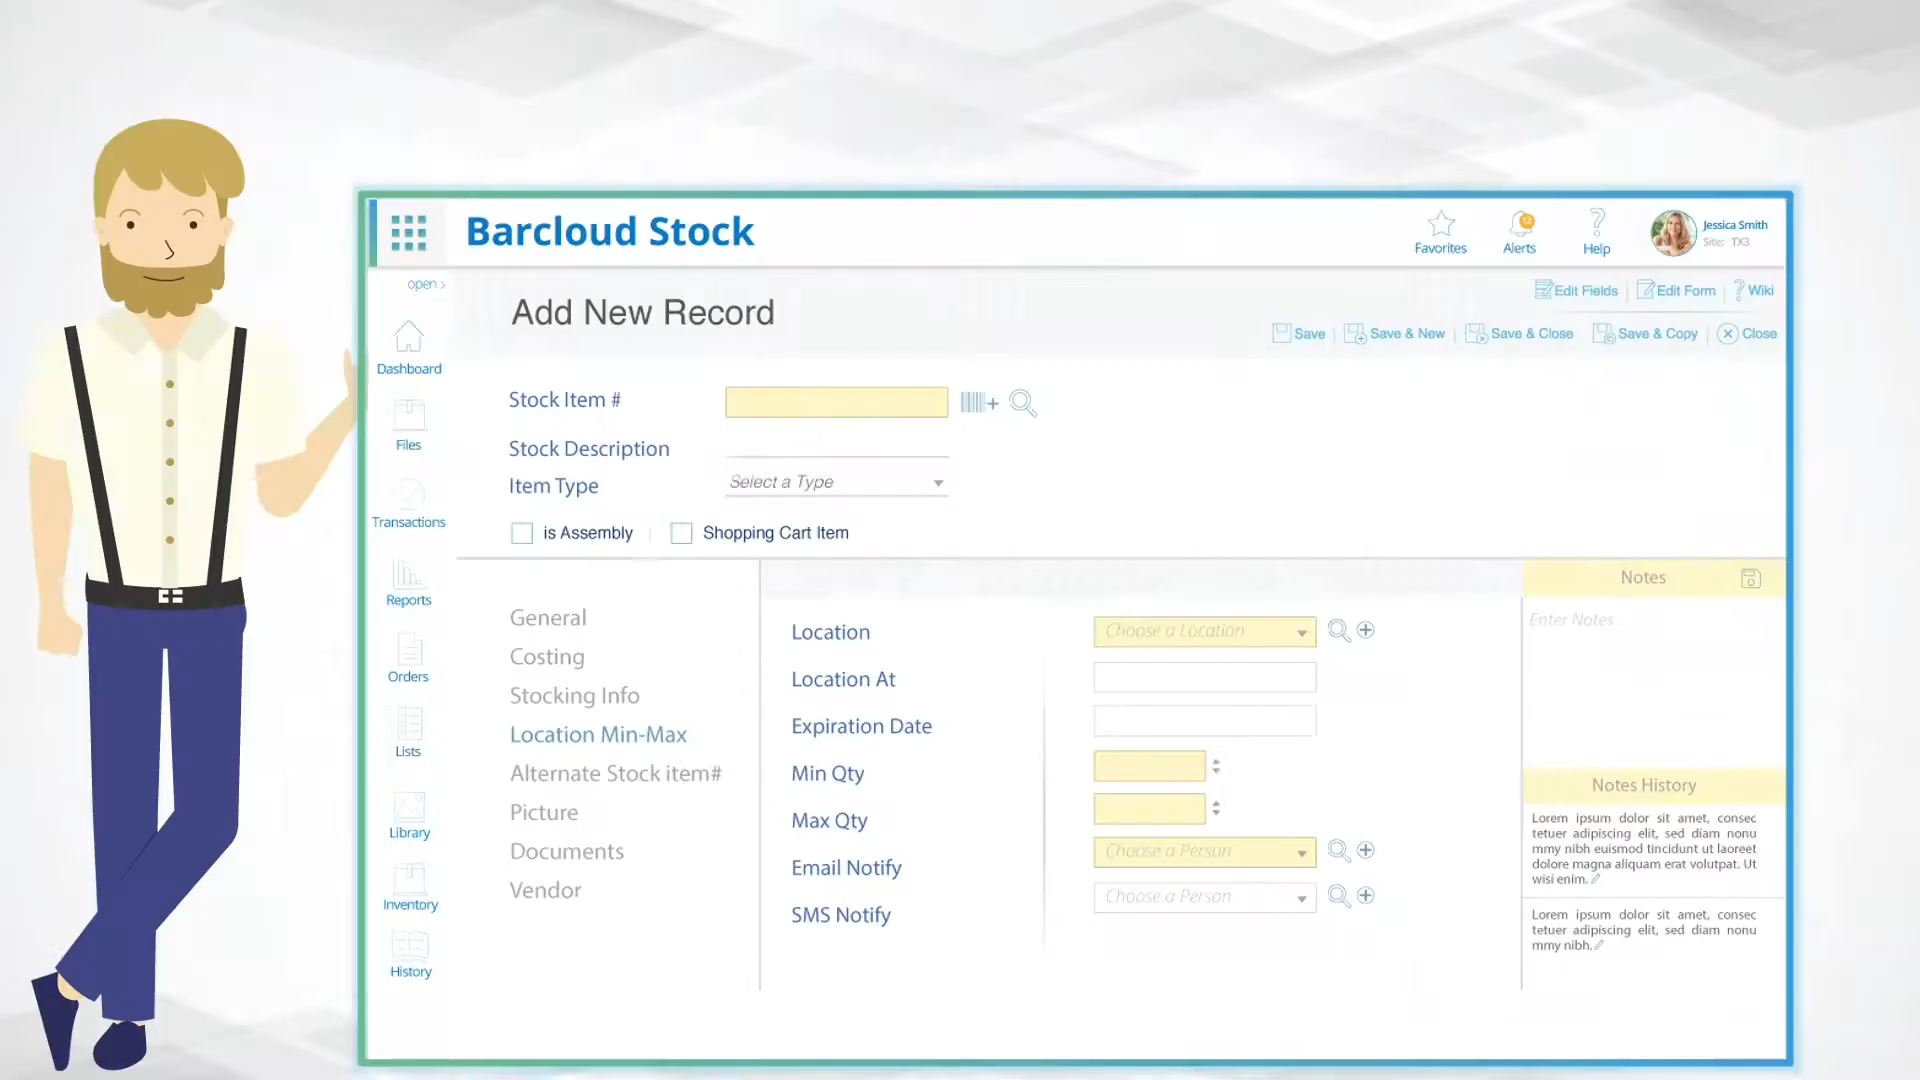 Barcloud Stock
Favorites
12
Alerts
Help
Jessica Smith
Site: TX3
open ›
Add New Record
Edit Fields
Edit Form
Wiki
Save
Save & New
Save & Close
Save & Copy
Close
Dashboard
Files
Transactions
Reports
Orders
Lists
Library
Inventory
History
Stock Item #
Stock Description
Item Type
Select a Type
is Assembly
Shopping Cart Item
General
Costing
Stocking Info
Location Min-Max
Alternate Stock item#
Picture
Documents
Vendor
Location
Choose a Location
Location At
Expiration Date
Min Qty
Max Qty
Email Notify
Choose a Person
SMS Notify
Choose a Person
Notes
Enter Notes
Notes History
Lorem ipsum dolor sit amet, consec
tetuer adipiscing elit, sed diam nonu
mmy nibh euismod tincidunt ut laoreet
dolore magna aliquam erat volutpat. Ut
wisi enim.
Lorem ipsum dolor sit amet, consec
tetuer adipiscing elit, sed diam nonu
mmy nibh.